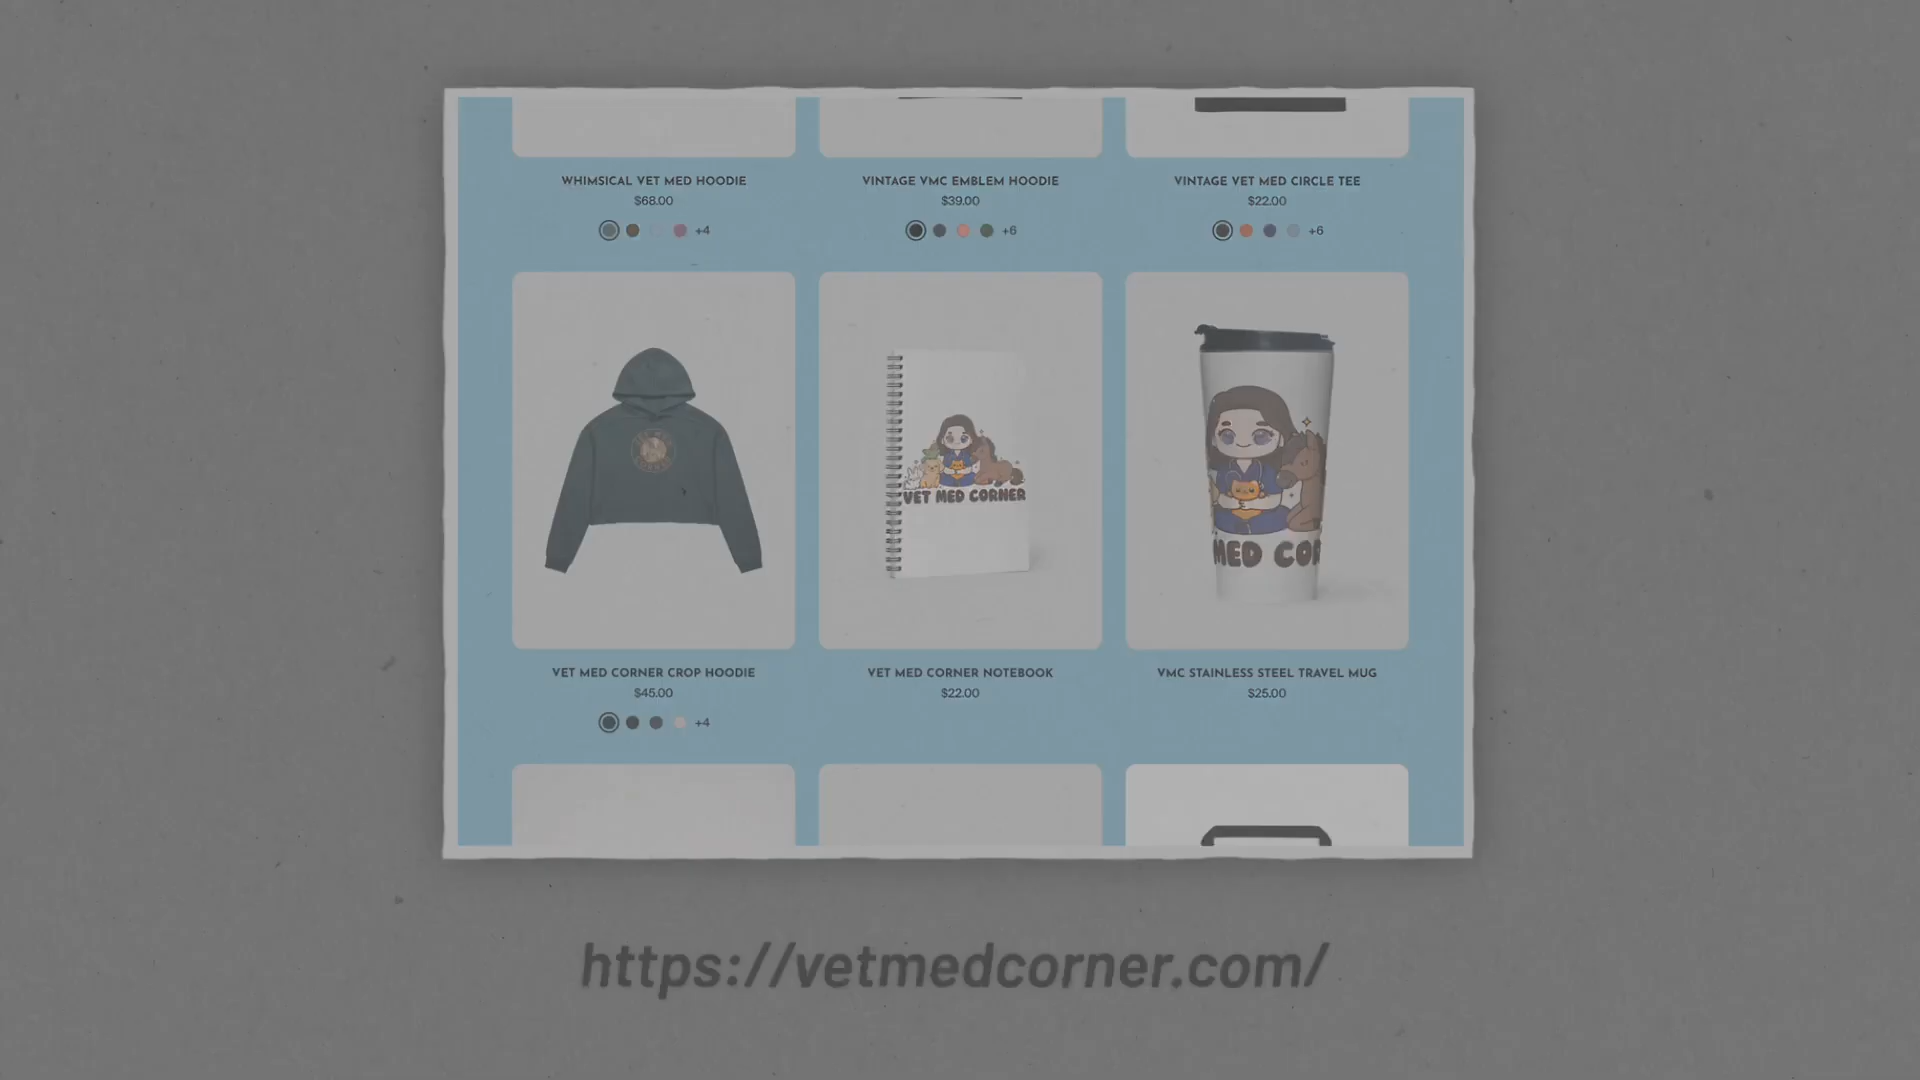 WHIMSICAL VET MED HOODIE
$68.00
+4
VINTAGE VMC EMBLEM HOODIE
$39.00
+6
VINTAGE VET MED CIRCLE TEE
$22.00
+6
VET MED CORNER
MED COR
VET MED CORNER CROP HOODIE
$45.00
+4
VET MED CORNER NOTEBOOK
$22.00
VMC STAINLESS STEEL TRAVEL MUG
$25.00
https://vetmedcorner.com/